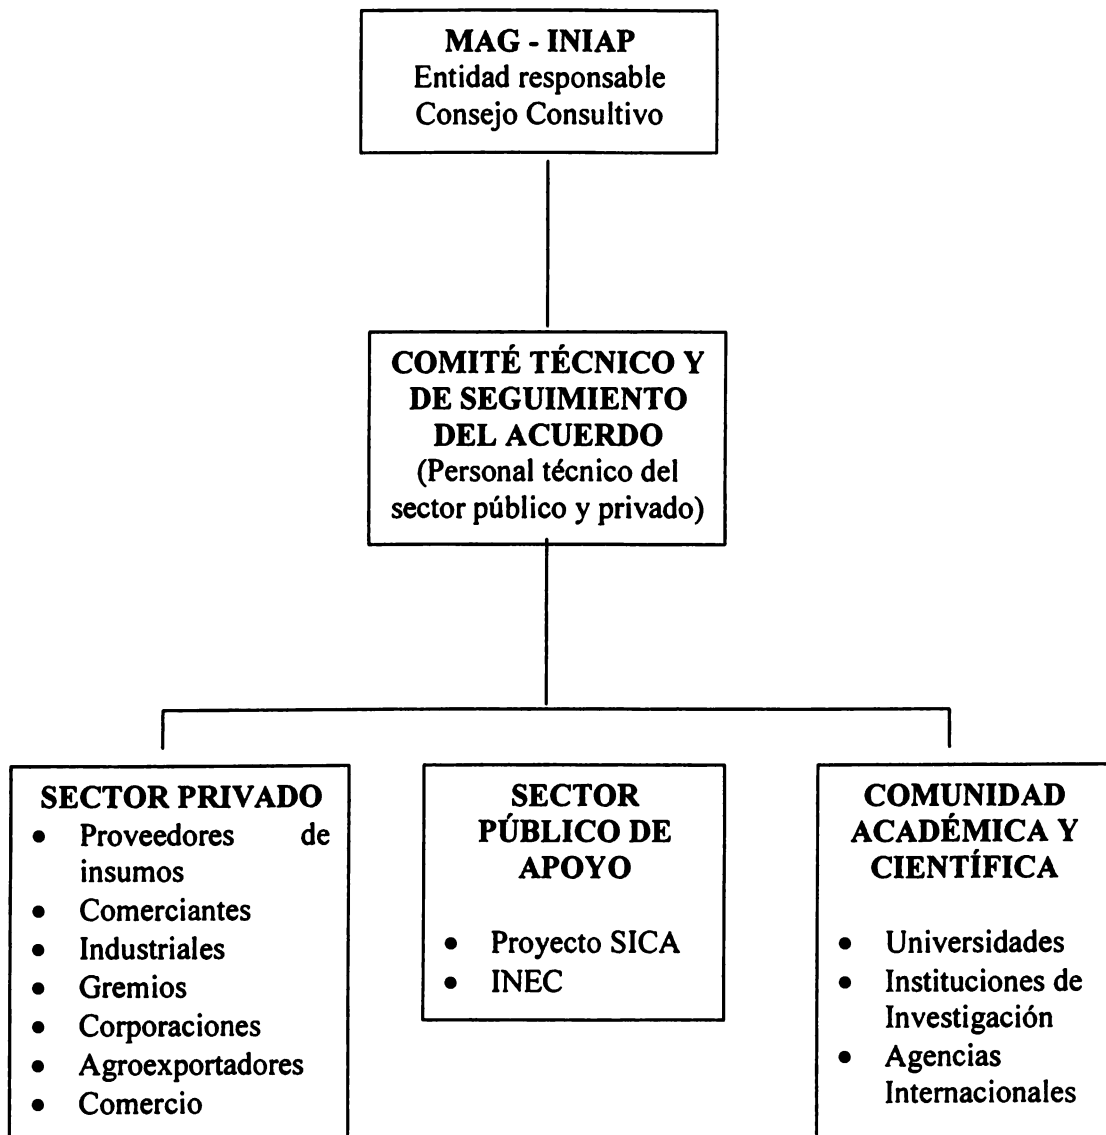 MAG - INIAP
Entidad responsable
Consejo Consultivo
COMITÉ TÉCNICO Y
DE SEGUIMIENTO
DEL ACUERDO
(Personal técnico del
sector público y privado)
SECTOR PRIVADO
• Proveedores de
insumos
• Comerciantes
• Industriales
• Gremios
• Corporaciones
• Agroexportadores
• Comercio
SECTOR
PÚBLICO DE
APOYO
• Proyecto SICA
• INEC
COMUNIDAD
ACADÉMICA Y
CIENTÍFICA
• Universidades
• Instituciones de
Investigación
• Agencias
Internacionales